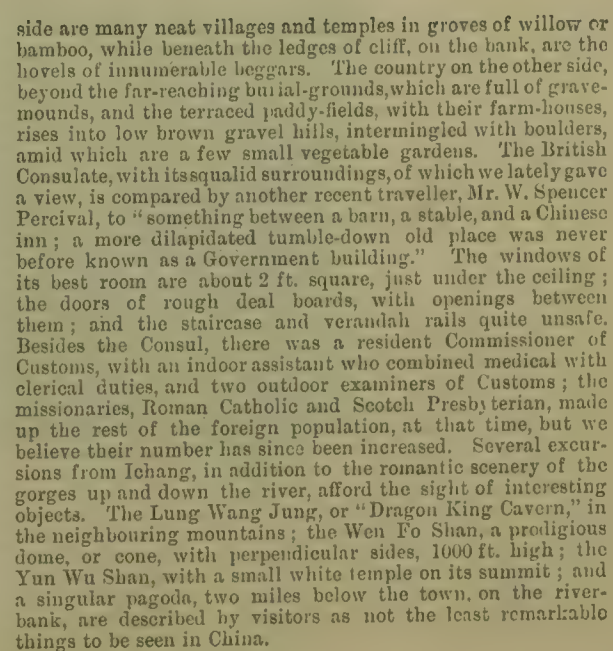 side are many neat villages and temples in groves of willow or
bamboo, while beneath the ledges of cliff, on the bank, are the
hovels of innumerable beggars. The country on the other side,
beyond the far-reaching burial-grounds, which are full of grave-
mounds, and the terraced paddy-fields, with their farm-houses,
rises into low brown gravel hills, intermingled with boulders,
amid which are a few small vegetable gardens. The British
Consulate, with its squalid surroundings, of which we lately gave
a view, is compared by another recent traveller, Mr. W. Spencer
Percival, to "something between a barn, a stable, and a Chinese
inn; a more dilapidated tumble-down old place was never
before known as a Government building." The windows of
its best room are about 2 ft. square, just under the ceiling;
the doors of rough deal boards, with openings between
them; and the staircase and verandah rails quite unsafe.
Besides the Consul, there was a resident Commissioner of
Customs, with an indoor assistant who combined medical with
clerical duties, and two outdoor examiners of Customs; the
missionaries, Roman Catholic and Scotch Presbyterian, made
up the rest of the foreign population, at that time, but we
believe their number has since been increased. Several excur-
sions from Ichang, in addition to the romantic scenery of the
gorges up and down the river, afford the sight of interesting
objects. The Lung Wang Jung, or "Dragon King Cavern," in
the neighbouring mountains; the Wen Fo Shan, a prodigious
dome, or cone, with perpendicular sides, 1000 ft. high; the
Yun Wu Shan, with a small white temple on its summit; and
a singular pagoda, two miles below the town, on the river-
bank, are described by visitors as not the least remarkable
things to be seen in China.